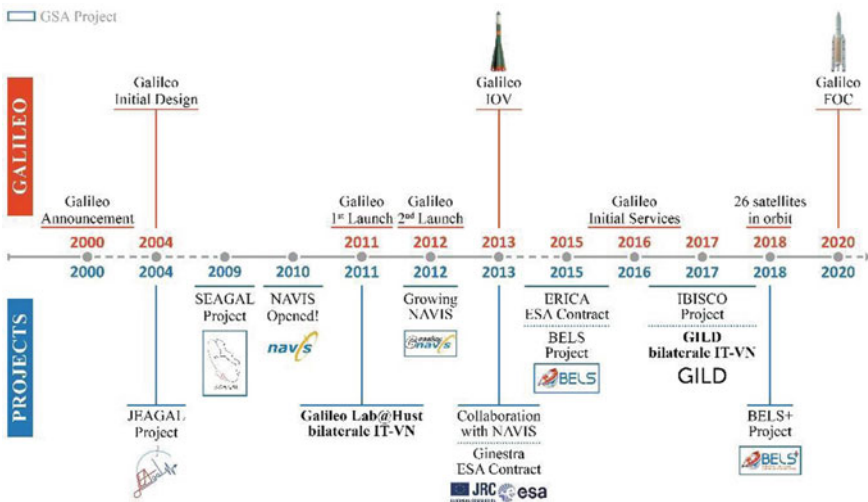 GSA Project
GALILEO
Galileo
Initial Design
Galileo
IOV
Galileo
FOC
Galileo
Announcement
Galileo
1st Launch
Galileo
2nd Launch
Galileo
Initial Services
26 satellites
in orbit
2000 2004 2011 2012 2013 2015 2016 2017 2018 2020
2000 2004 2009 2010 2011 2012 2013 2015 2016 2017 2018 2020
PROJECTS
SEAGAL
Project
NAVIS
Opened!
navis
Growing
NAVIS
navis
ERICA
ESA Contract
BELS
Project
BELS
IBISCO
Project
GILD
bilaterale IT-VN
GILD
JEAGAL
Project
Galileo Lab@Hust
bilaterale IT-VN
Collaboration
with NAVIS
Ginestra
ESA Contract
JRC
esa
BELS+
Project
BELS+